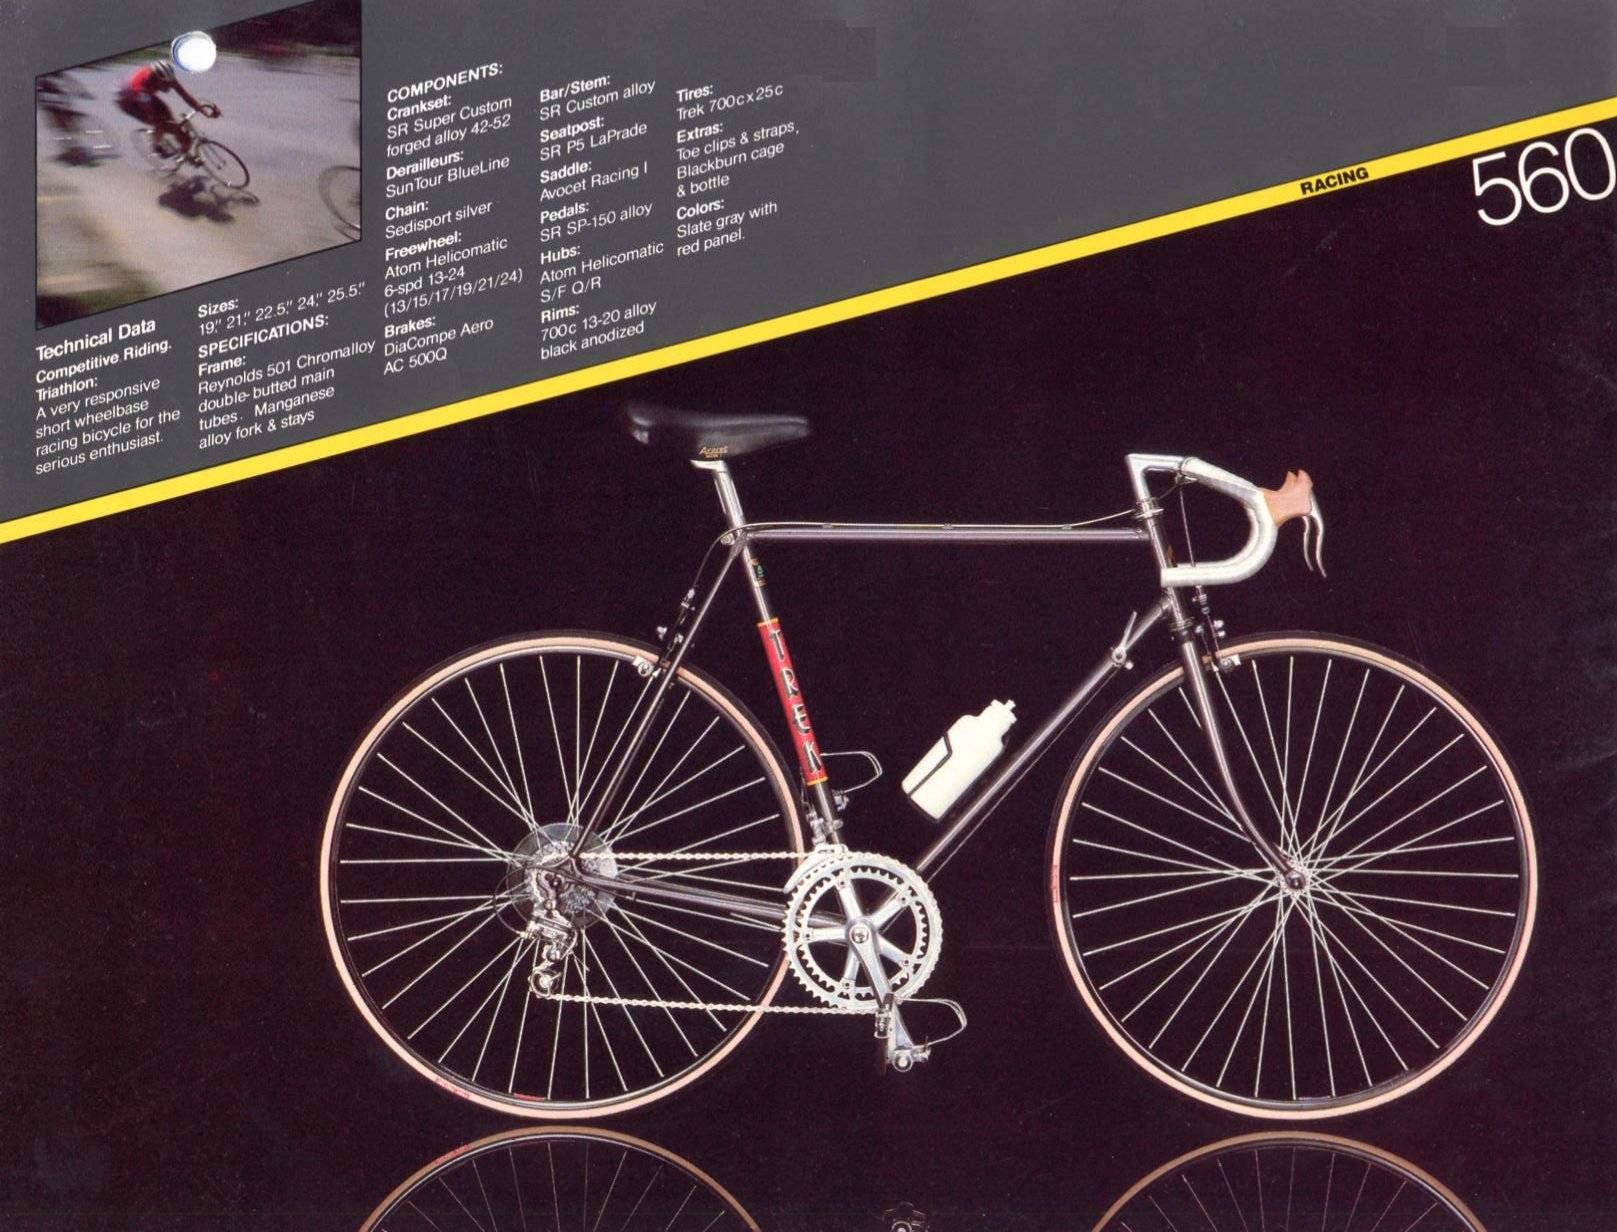 Technical Data
Competitive Riding.
Triathlon:
A very responsive
short wheelbase
racing bicycle for the
serious enthusiast.
Sizes:
19," 21," 22.5," 24," 25.5."
SPECIFICATIONS:
Frame:
Reynolds 501 Chromalloy
double-butted main
tubes. Manganese
alloy fork & stays
COMPONENTS:
Crankset:
SR Super Custom
forged alloy 42-52
Derailleurs:
SunTour BlueLine
Chain:
Sedisport silver
Freewheel:
Atom Helicomatic
6-spd 13-24
(13/15/17/19/21/24)
Brakes:
DiaCompe Aero
AC 500Q
Bar/Stem:
SR Custom alloy
Seatpost:
SR P5 LaPrade
Saddle:
Avocet Racing I
Pedals:
SR SP-150 alloy
Hubs:
Atom Helicomatic
S/F Q/R
Rims:
700c 13-20 alloy
black anodized
Tires:
Trek 700cx25c
Extras:
Toe clips & straps,
Blackburn cage
& bottle
Colors:
Slate gray with
red panel.
RACING
560
Avocet
TREK